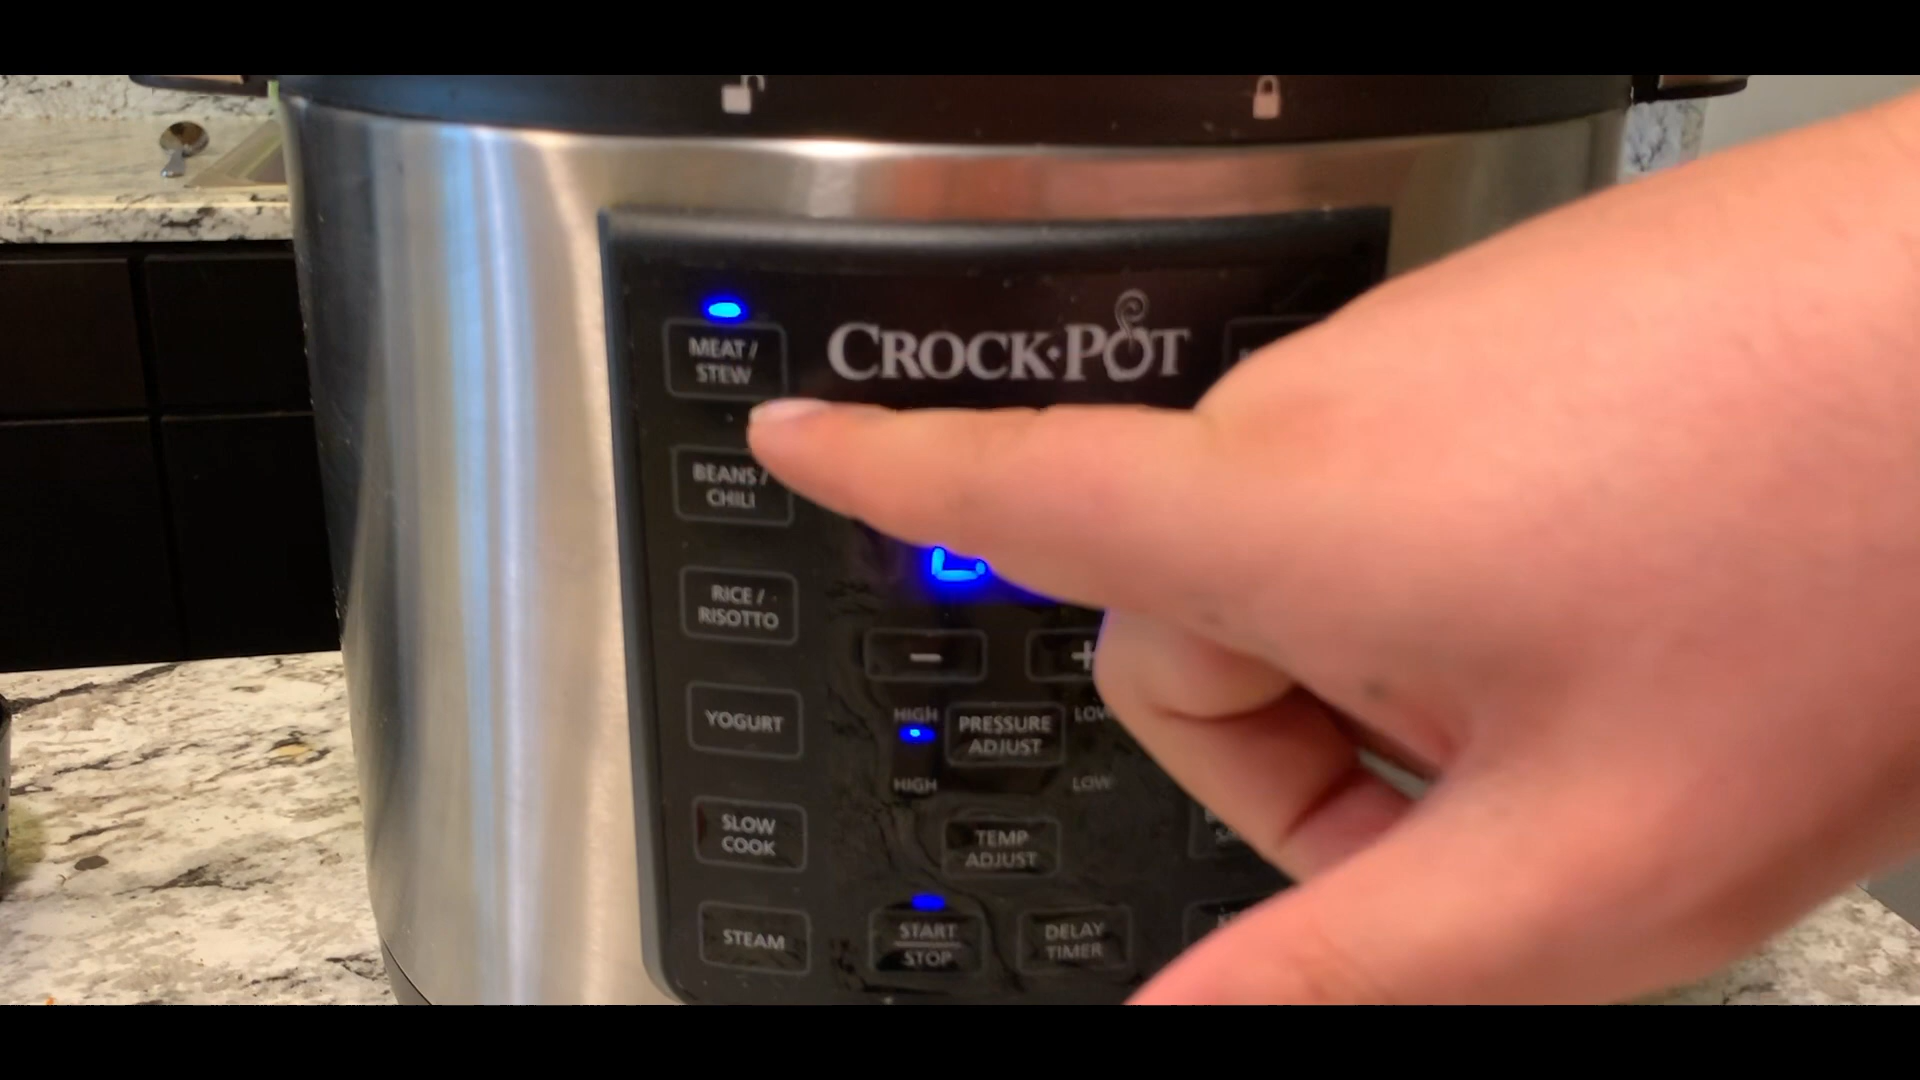 MEAT /
STEW
CROCK•POT
BEANS /
CHILI
RICE /
RISOTTO
− +
YOGURT
HIGH
PRESSURE
ADJUST
LOW
HIGH
LOW
SLOW
COOK
TEMP
ADJUST
STEAM
START
STOP
DELAY
TIMER